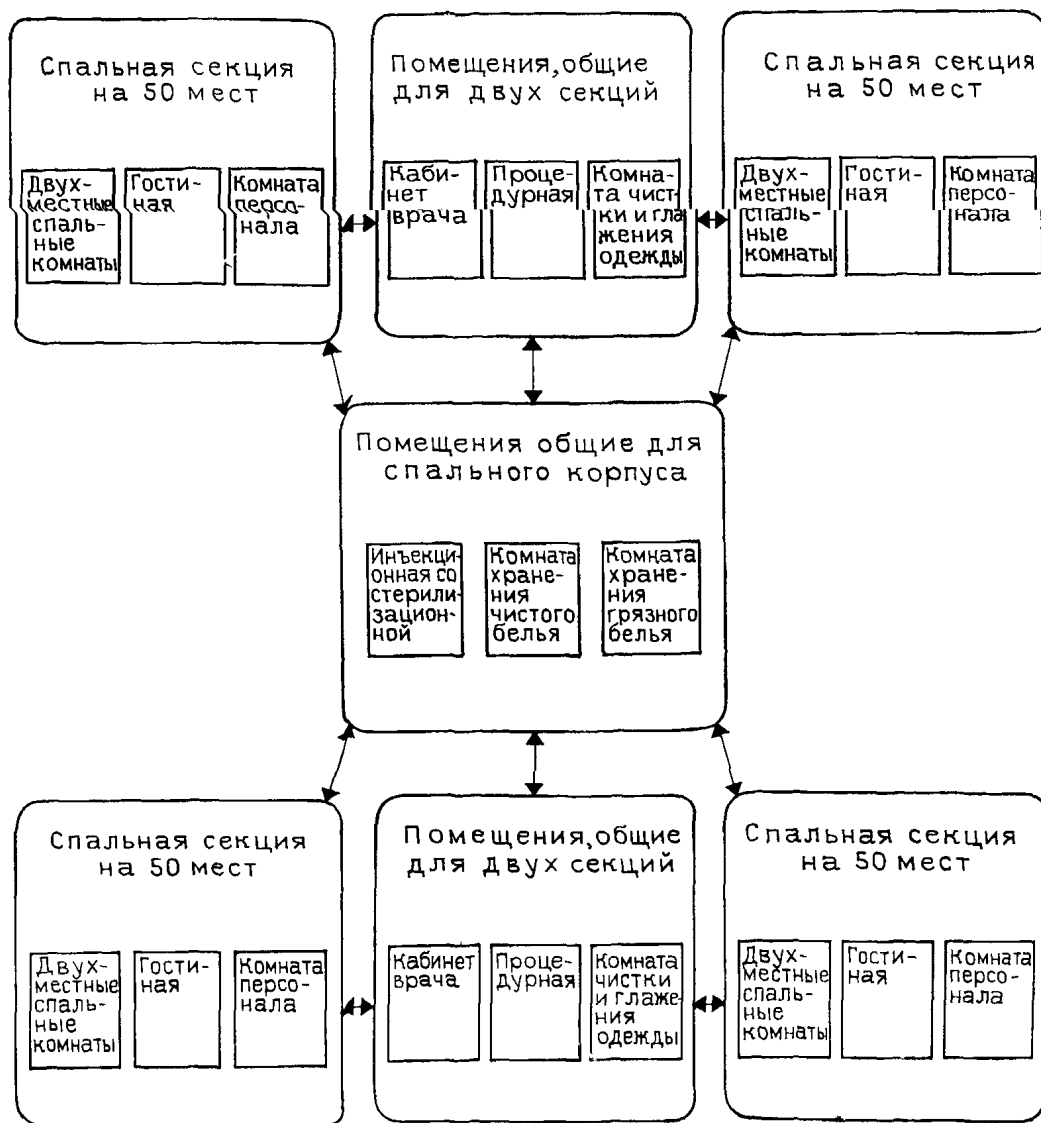 Спальная секция
на 50 мест
Двух-
местные
спаль-
ные
комнаты
Гости-
ная
Комната
персо-
нала
Помещения, общие
для двух секций
Каби-
нет
врача
Проце-
дурная
Комна-
та чист-
ки и гла
жения
одежды
Спальная секция
на 50 мест
Двух-
местные
спаль-
ные
комнаты
Гости-
ная
Комната
персо-
нала
Помещения общие для
спального корпуса
Инъекци-
онная со
стерили-
зацион-
ной
Комната
хране-
ния
чистого
белья
Комната
хране-
ния
грязного
белья
Спальная секция
на 50 мест
Двух-
местные
спаль-
ные
комнаты
Гости-
ная
Комната
персо-
нала
Помещения, общие
для двух секций
Кабинет
врача
Проце-
дурная
Комната
чистки
и глаже-
ния
одежды
Спальная секция
на 50 мест
Двух-
местные
спаль-
ные
комнаты
Гости-
ная
Комната
персо-
нала